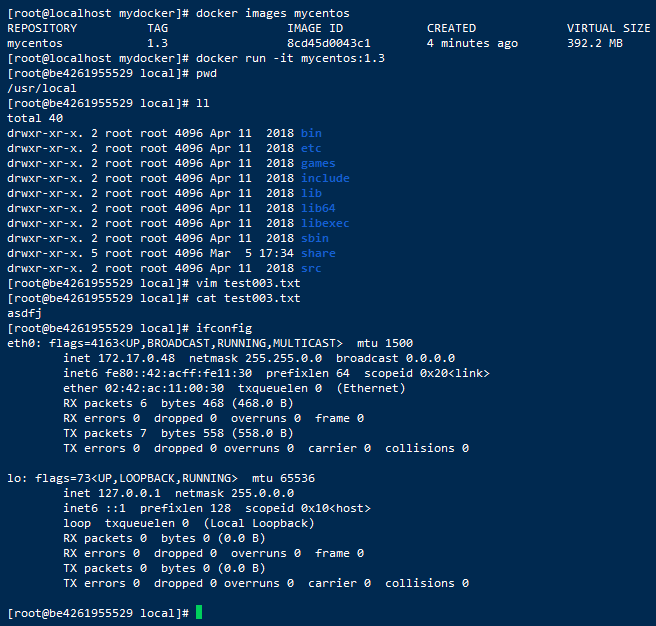 [root@localhost mydocker]# docker images mycentos
REPOSITORY          TAG                 IMAGE ID            CREATED             VIRTUAL SIZE
mycentos            1.3                 8cd45d0043c1        4 minutes ago       392.2 MB
[root@localhost mydocker]# docker run -it mycentos:1.3
[root@be4261955529 local]# pwd
/usr/local
[root@be4261955529 local]# ll
total 40
drwxr-xr-x. 2 root root 4096 Apr 11  2018 bin
drwxr-xr-x. 2 root root 4096 Apr 11  2018 etc
drwxr-xr-x. 2 root root 4096 Apr 11  2018 games
drwxr-xr-x. 2 root root 4096 Apr 11  2018 include
drwxr-xr-x. 2 root root 4096 Apr 11  2018 lib
drwxr-xr-x. 2 root root 4096 Apr 11  2018 lib64
drwxr-xr-x. 2 root root 4096 Apr 11  2018 libexec
drwxr-xr-x. 2 root root 4096 Apr 11  2018 sbin
drwxr-xr-x. 5 root root 4096 Mar  5 17:34 share
drwxr-xr-x. 2 root root 4096 Apr 11  2018 src
[root@be4261955529 local]# vim test003.txt
[root@be4261955529 local]# cat test003.txt
asdfj
[root@be4261955529 local]# ifconfig
eth0: flags=4163<UP,BROADCAST,RUNNING,MULTICAST>  mtu 1500
        inet 172.17.0.48  netmask 255.255.0.0  broadcast 0.0.0.0
        inet6 fe80::42:acff:fe11:30  prefixlen 64  scopeid 0x20<link>
        ether 02:42:ac:11:00:30  txqueuelen 0  (Ethernet)
        RX packets 6  bytes 468 (468.0 B)
        RX errors 0  dropped 0  overruns 0  frame 0
        TX packets 7  bytes 558 (558.0 B)
        TX errors 0  dropped 0 overruns 0  carrier 0  collisions 0

lo: flags=73<UP,LOOPBACK,RUNNING>  mtu 65536
        inet 127.0.0.1  netmask 255.0.0.0
        inet6 ::1  prefixlen 128  scopeid 0x10<host>
        loop  txqueuelen 0  (Local Loopback)
        RX packets 0  bytes 0 (0.0 B)
        RX errors 0  dropped 0  overruns 0  frame 0
        TX packets 0  bytes 0 (0.0 B)
        TX errors 0  dropped 0 overruns 0  carrier 0  collisions 0

[root@be4261955529 local]#